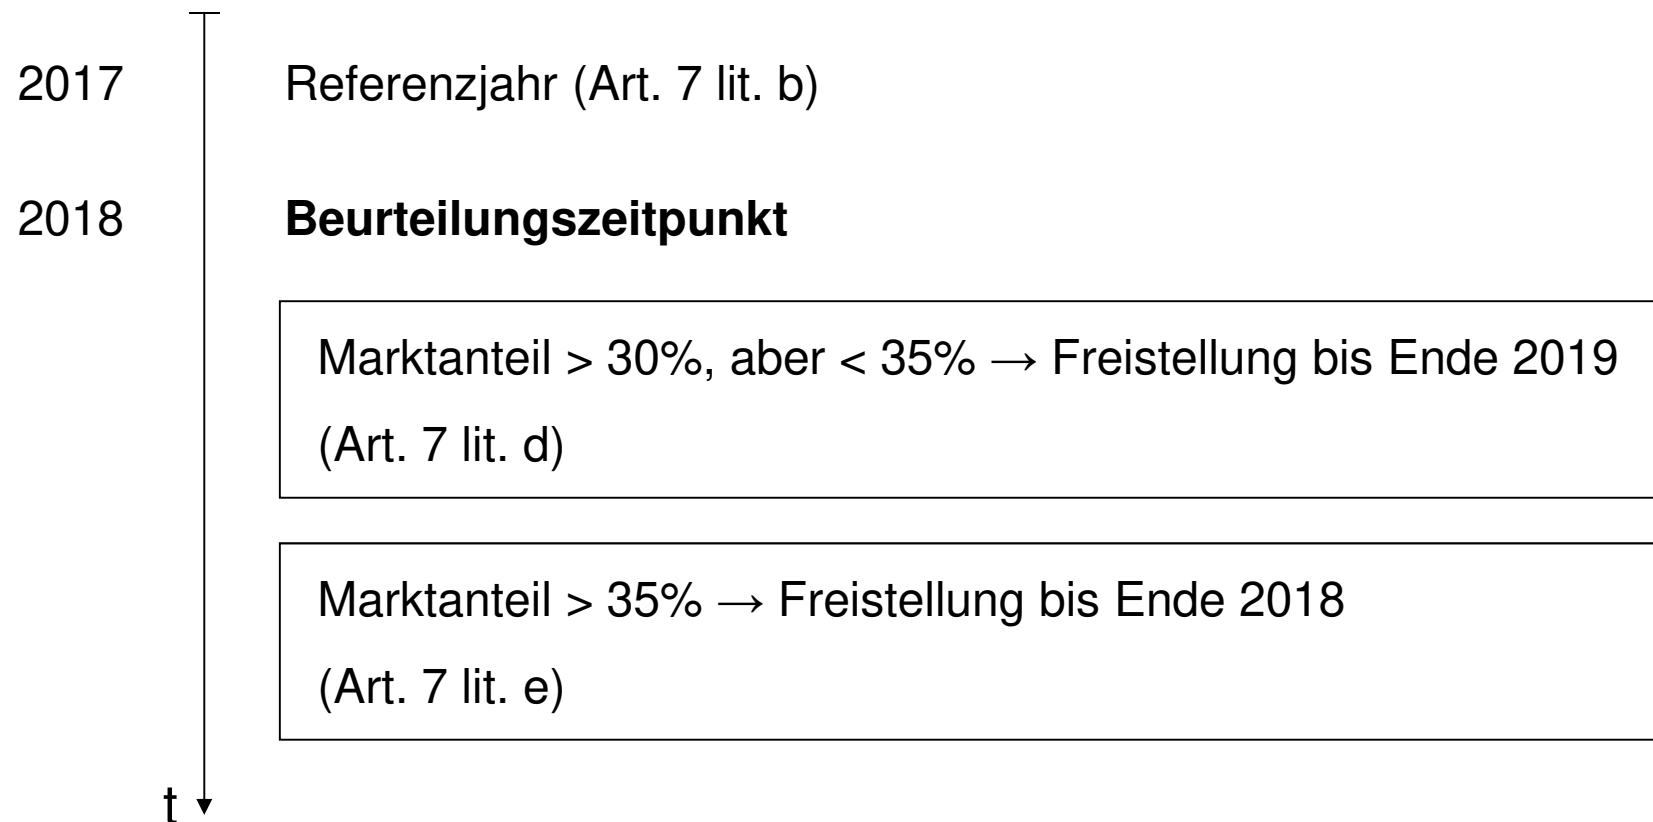 2017 Referenzjahr (Art. 7 lit. b)
2018 Beurteilungszeitpunkt
Marktanteil > 30%, aber < 35% → Freistellung bis Ende 2019
(Art. 7 lit. d)
Marktanteil > 35% → Freistellung bis Ende 2018
(Art. 7 lit. e)
t